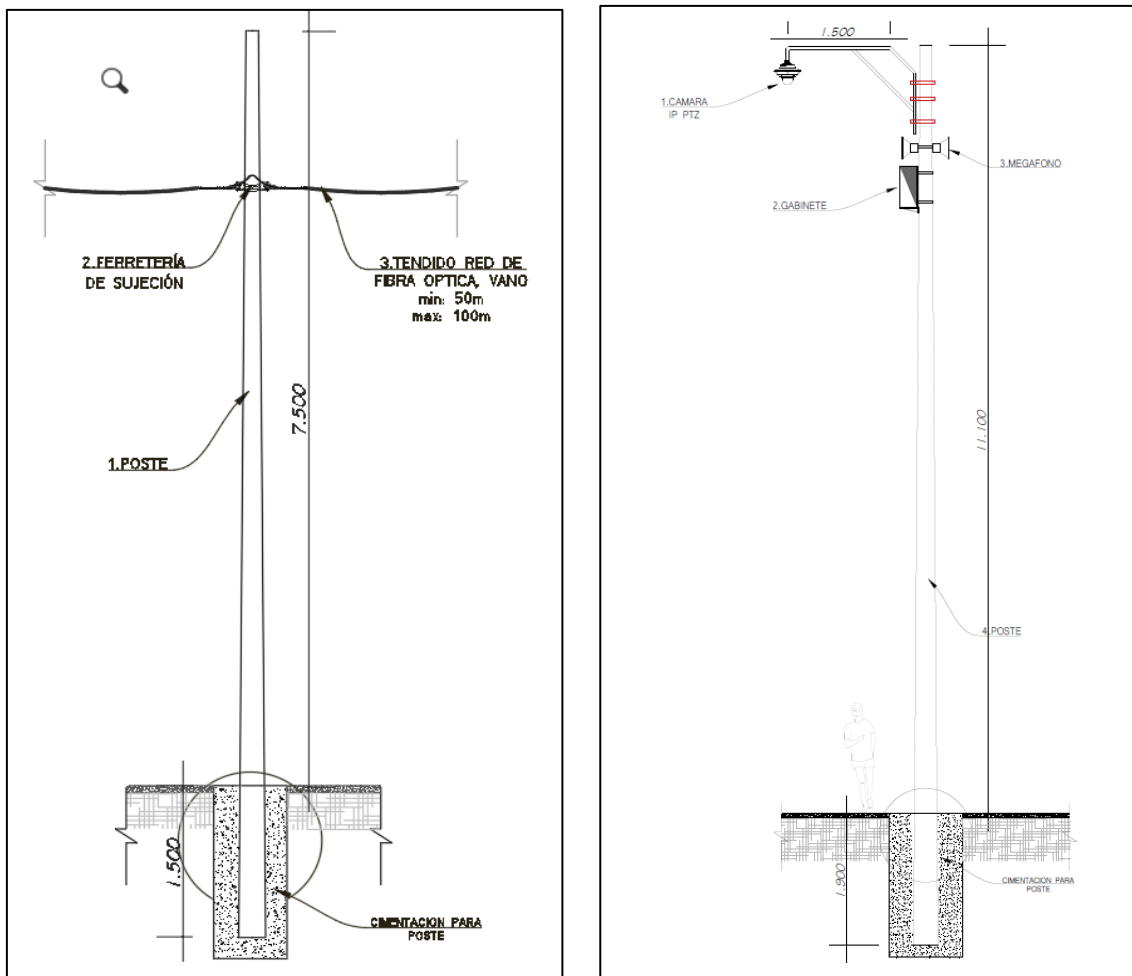 2.FERRETERÍA
DE SUJECIÓN
3.TENDIDO RED DE
FIBRA OPTICA, VANO
min: 50m
max: 100m
7.500
1.POSTE
1.500
CIMENTACION PARA
POSTE
1.500
1.CAMARA
IP PTZ
3.MEGAFONO
2.GABINETE
11.100
4.POSTE
1.900
CIMENTACION PARA
POSTE